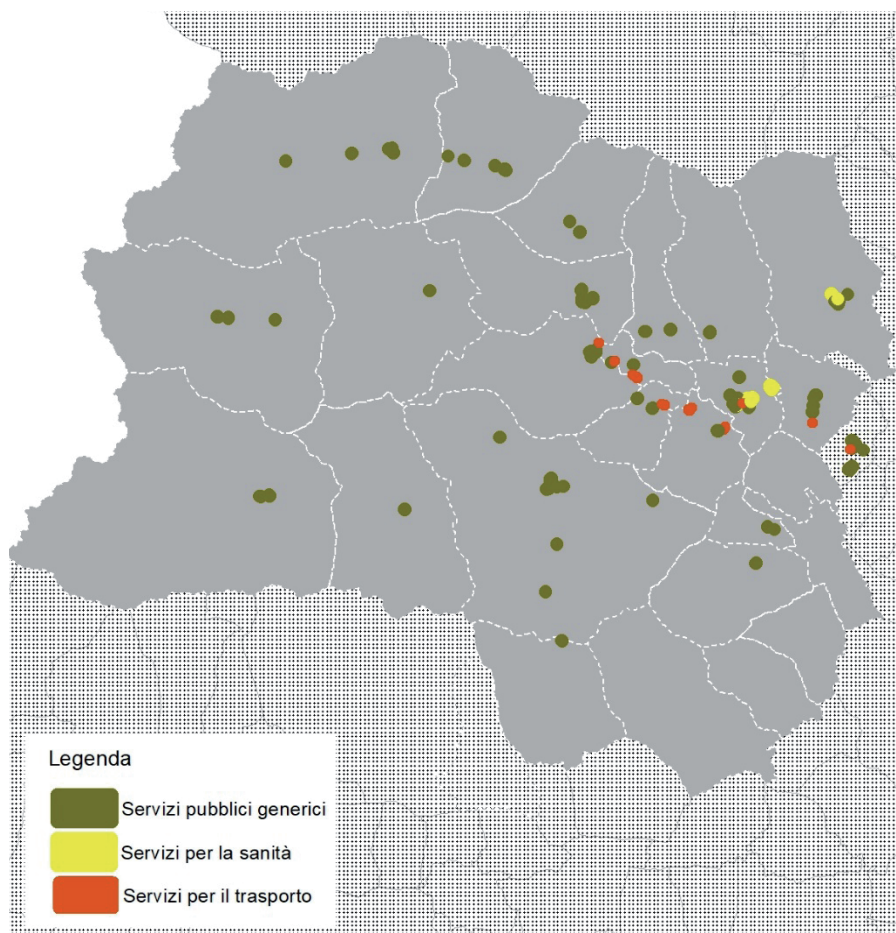 Legenda
Servizi pubblici generici
Servizi per la sanità
Servizi per il trasporto